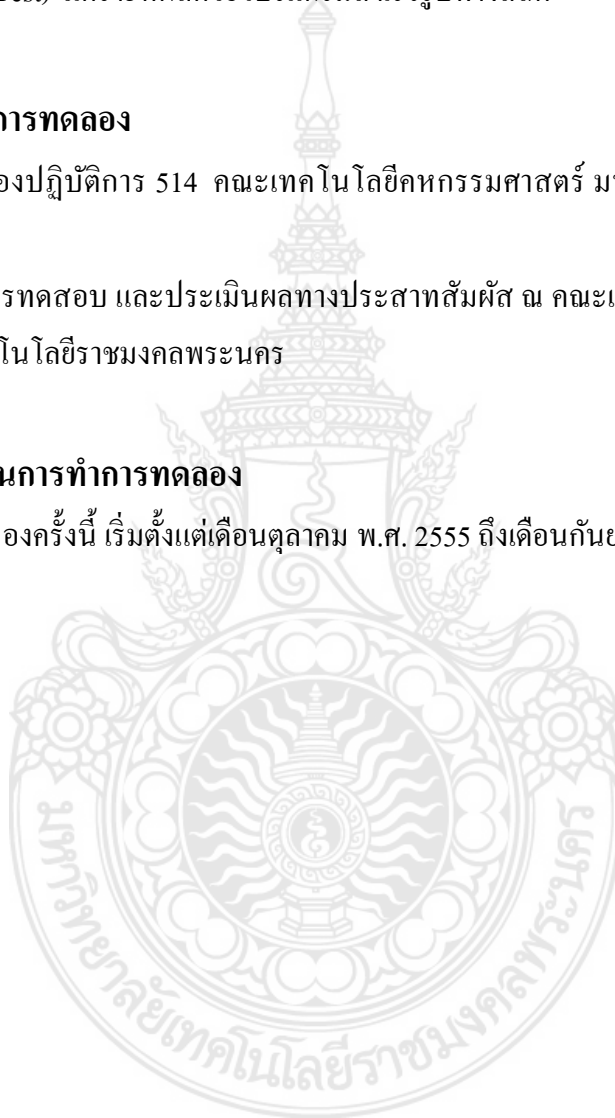 การทดลอง
องปฏิบัติการ 514 คณะเทคโนโลยีคหกรรมศาสตร์ ม
รทดสอบ และประเมินผลทางประสาทสัมผัส ณ คณะเ
โนโลยีราชมงคลพระนคร
นการทำการทดลอง
องครั้งนี้ เริ่มตั้งแต่เดือนตุลาคม พ.ศ. 2555 ถึงเดือนกันย
มหาวิทยาลัยเทคโนโลยีราชมงคลพระนคร